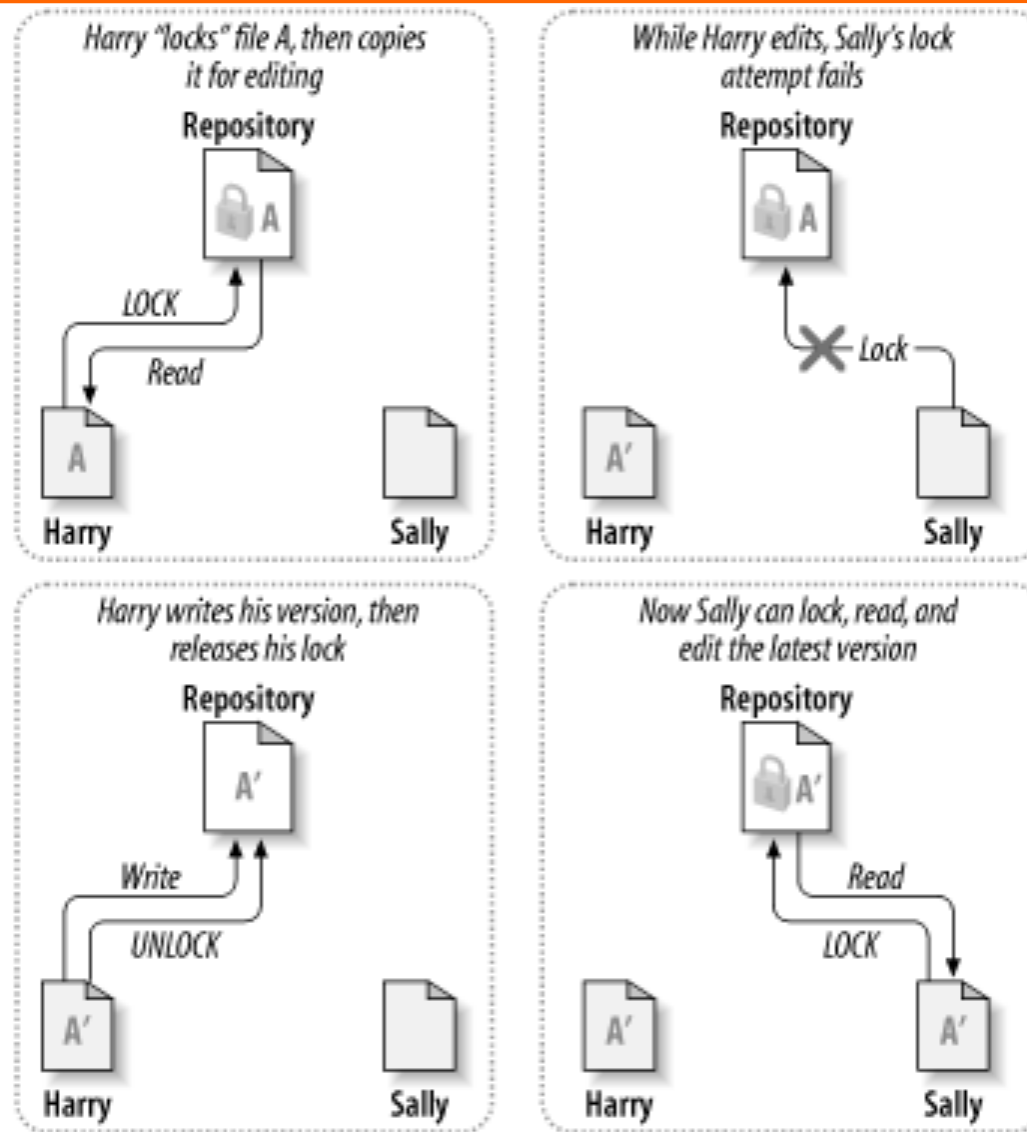 Harry “locks” file A, then copies
it for editing
Repository
A
LOCK
Read
A
Harry
Sally
While Harry edits, Sally’s lock
attempt fails
Repository
A
Lock
A′
Harry
Sally
Harry writes his version, then
releases his lock
Repository
A′
Write
UNLOCK
A′
Harry
Sally
Now Sally can lock, read, and
edit the latest version
Repository
A′
Read
LOCK
A′
A′
Harry
Sally